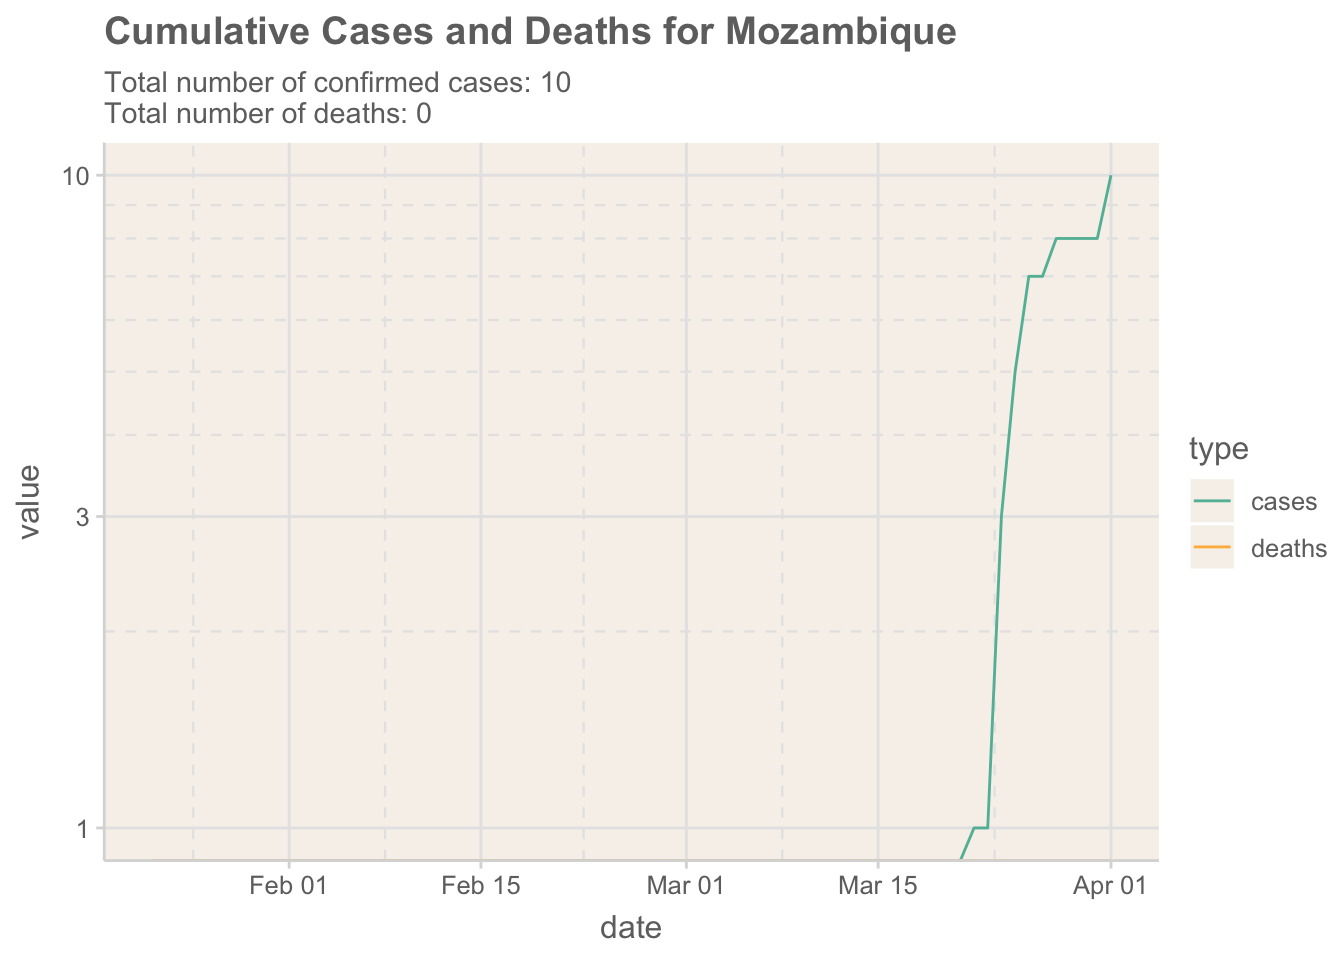 Cumulative Cases and Deaths for Mozambique
Total number of confirmed cases: 10
Total number of deaths: 0
10
3
1
value
Feb 01
Feb 15
Mar 01
Mar 15
Apr 01
date
type
cases
deaths